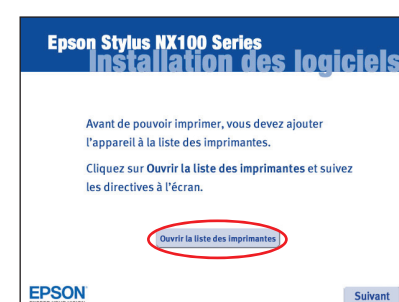 Epson Stylus NX100 Series
Installation des logiciels
Avant de pouvoir imprimer, vous devez ajouter
l'appareil à la liste des imprimantes.
Cliquez sur Ouvrir la liste des imprimantes et suivez
les directives à l'écran.
Ouvrir la liste des imprimantes
EPSON
Suivant